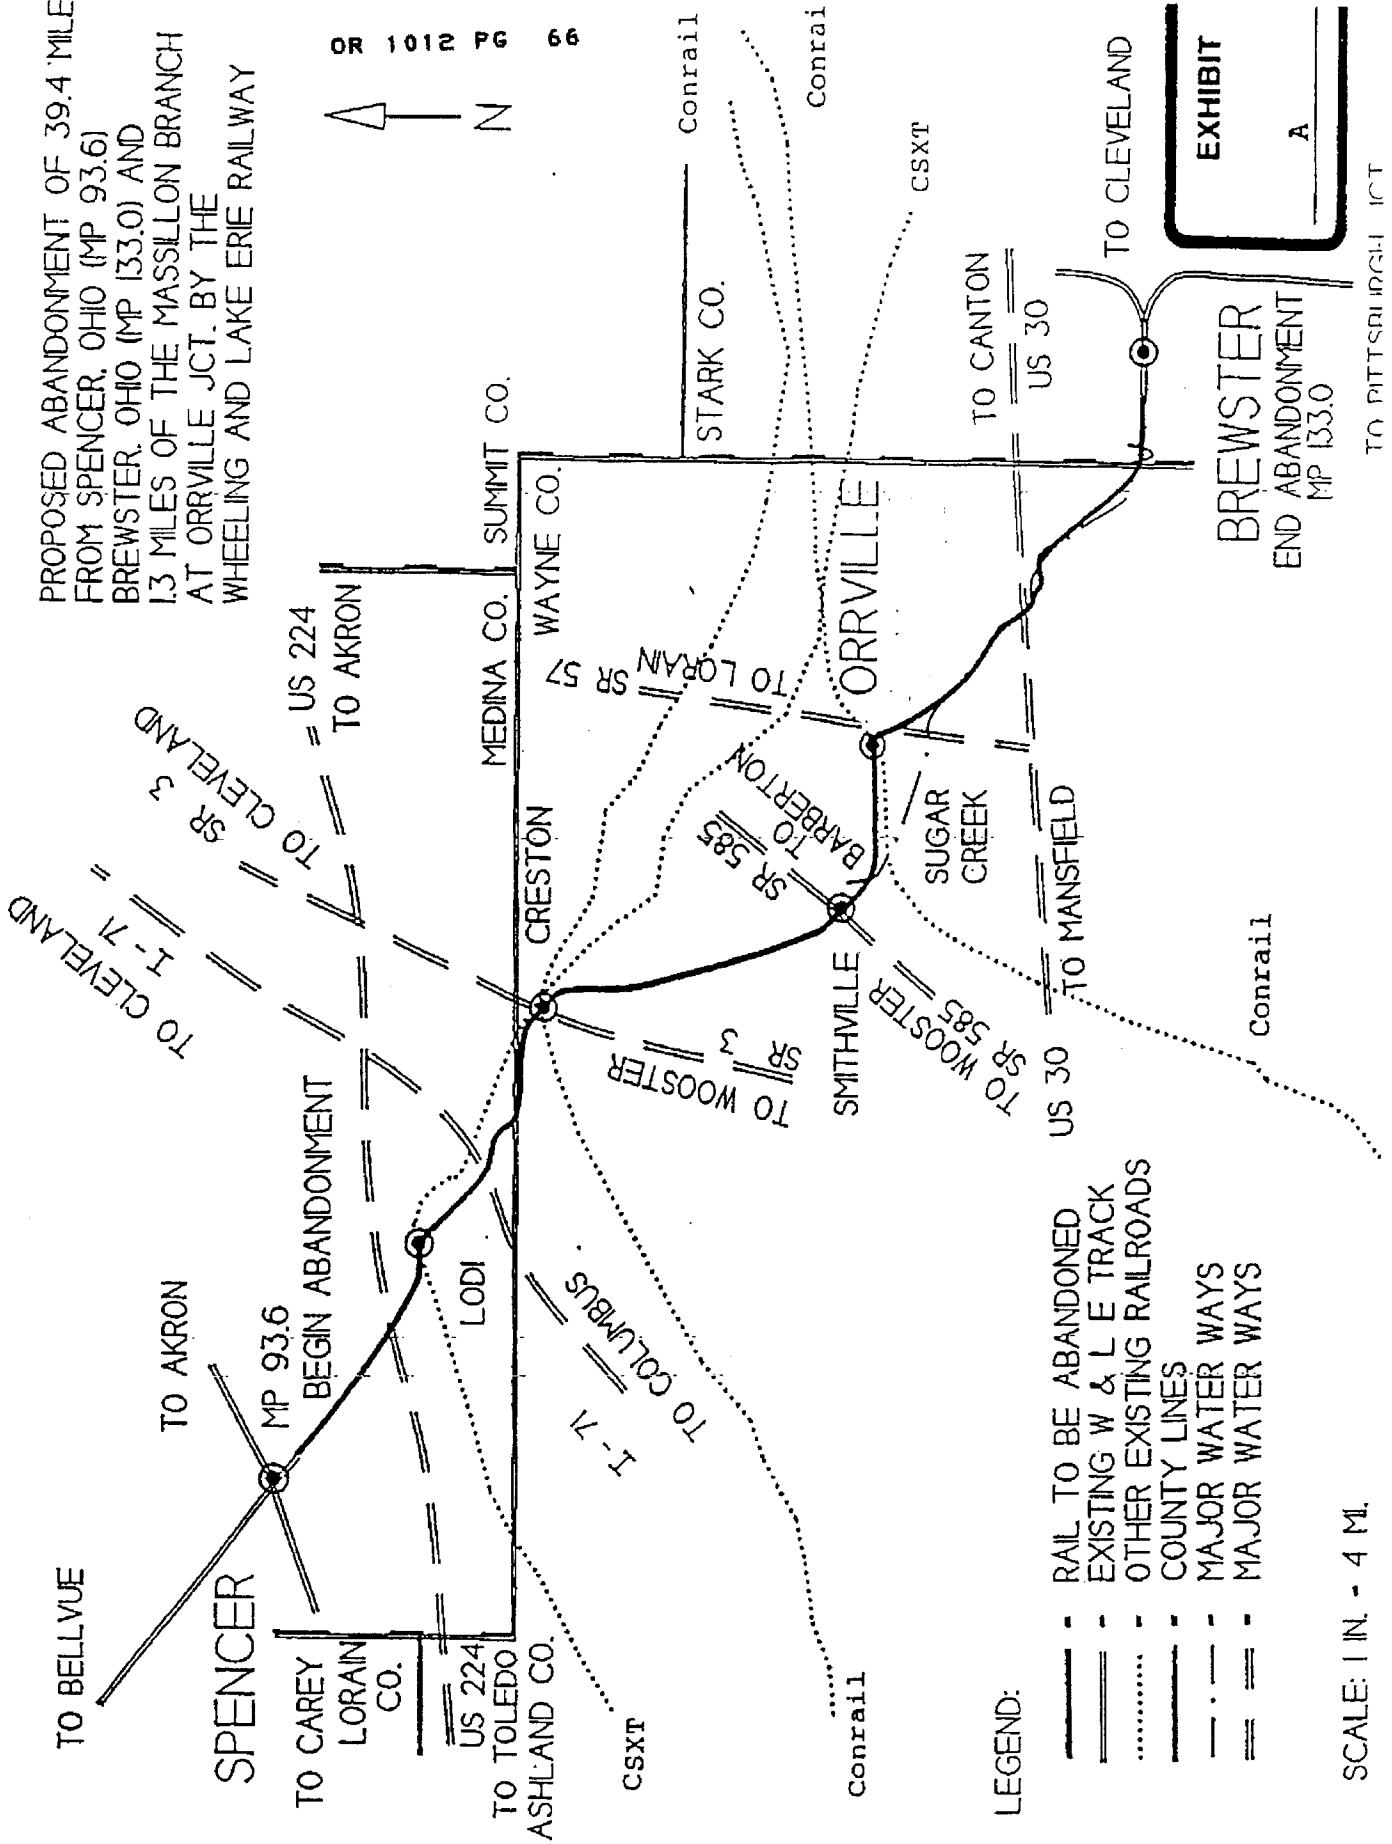 PROPOSED ABANDONMENT OF 39.4 MILE
FROM SPENCER, OHIO (MP 93.6)
BREWSTER, OHIO (MP 133.0) AND
1.3 MILES OF THE MASSILLON BRANCH
AT ORRVILLE JCT. BY THE
WHEELING AND LAKE ERIE RAILWAY
OR 1012 PG 66
N
TO BELLVUE
SPENCER
TO CAREY
LORAIN
CO.
US 224
TO TOLEDO
ASHLAND CO.
CSXT
Conrail
TO AKRON
MP 93.6
BEGIN ABANDONMENT
LODI
I-71
TO COLUMBUS
TO CLEVELAND
I-71
TO CLEVELAND
SR 3
US 224
TO AKRON
MEDINA CO.
SUMMIT CO.
WAYNE CO.
STARK CO.
CRESTON
TO WOOSTER
SR 3
SR 57
TO LORAIN
Conrail
Conrai
CSXT
ORRVILLE
TO
BARBERTON
SR 585
SMITHVILLE
TO WOOSTER
SR 585
SUGAR
CREEK
TO MANSFIELD
US 30
TO CANTON
US 30
Conrail
TO CLEVELAND
BREWSTER
END ABANDONMENT
MP 133.0
TO PITTSBURGH JCT
EXHIBIT
A
LEGEND:
RAIL TO BE ABANDONED
EXISTING W & L E TRACK
OTHER EXISTING RAILROADS
COUNTY LINES
MAJOR WATER WAYS
MAJOR WATER WAYS
SCALE: 1 IN. - 4 MI.